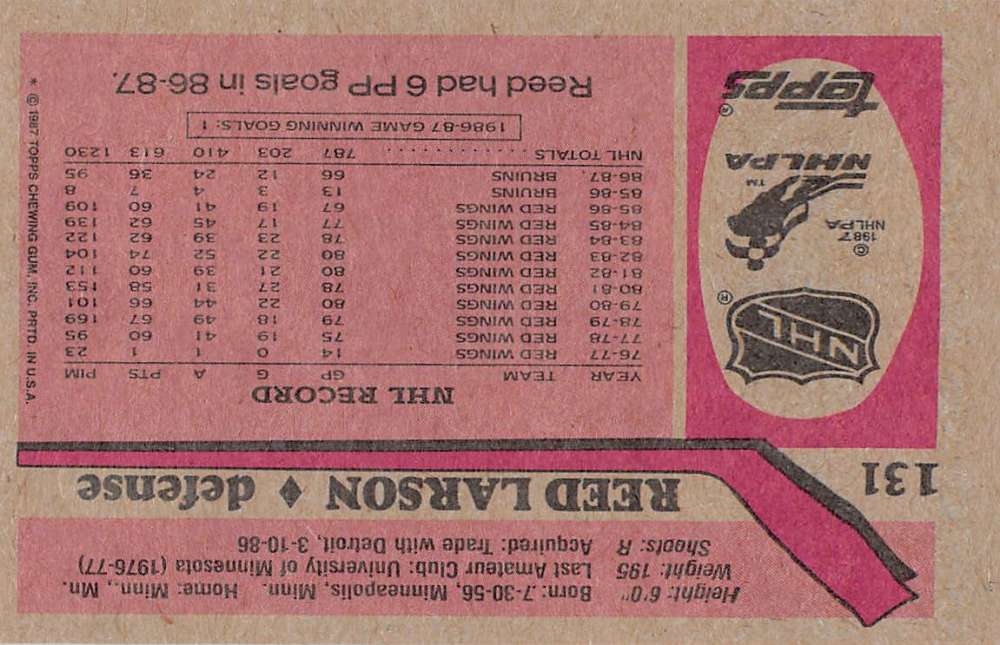 Height: 6'0" Born: 7-30-56, Minneapolis, Minn. Home: Minn., Mn.
Weight: 195 Last Amateur Club: University of Minnesota (1976-77)
Shoots: R Acquired: Trade with Detroit, 3-10-86
131 REED LARSON ♦ defense
NHL
®
© 1987 NHLPA
NHLPA ™
topps ®
NHL RECORD
YEAR TEAM GP G A PTS PIM
76-77 RED WINGS 14 0 1 1 23
77-78 RED WINGS 75 19 41 60 95
78-79 RED WINGS 79 18 49 67 169
79-80 RED WINGS 80 22 44 66 101
80-81 RED WINGS 78 27 31 58 153
81-82 RED WINGS 80 21 39 60 112
82-83 RED WINGS 80 22 52 74 104
83-84 RED WINGS 78 23 39 62 122
84-85 RED WINGS 77 17 45 62 139
85-86 RED WINGS 67 19 41 60 109
85-86 BRUINS 13 3 4 7 8
86-87. BRUINS 66 12 24 36 95
NHL TOTALS .............. 787 203 410 613 1230
1986-87 GAME WINNING GOALS: 1
Reed had 6 PP goals in 86-87.
* © 1987 TOPPS CHEWING GUM, INC. PRTD. IN U.S.A.